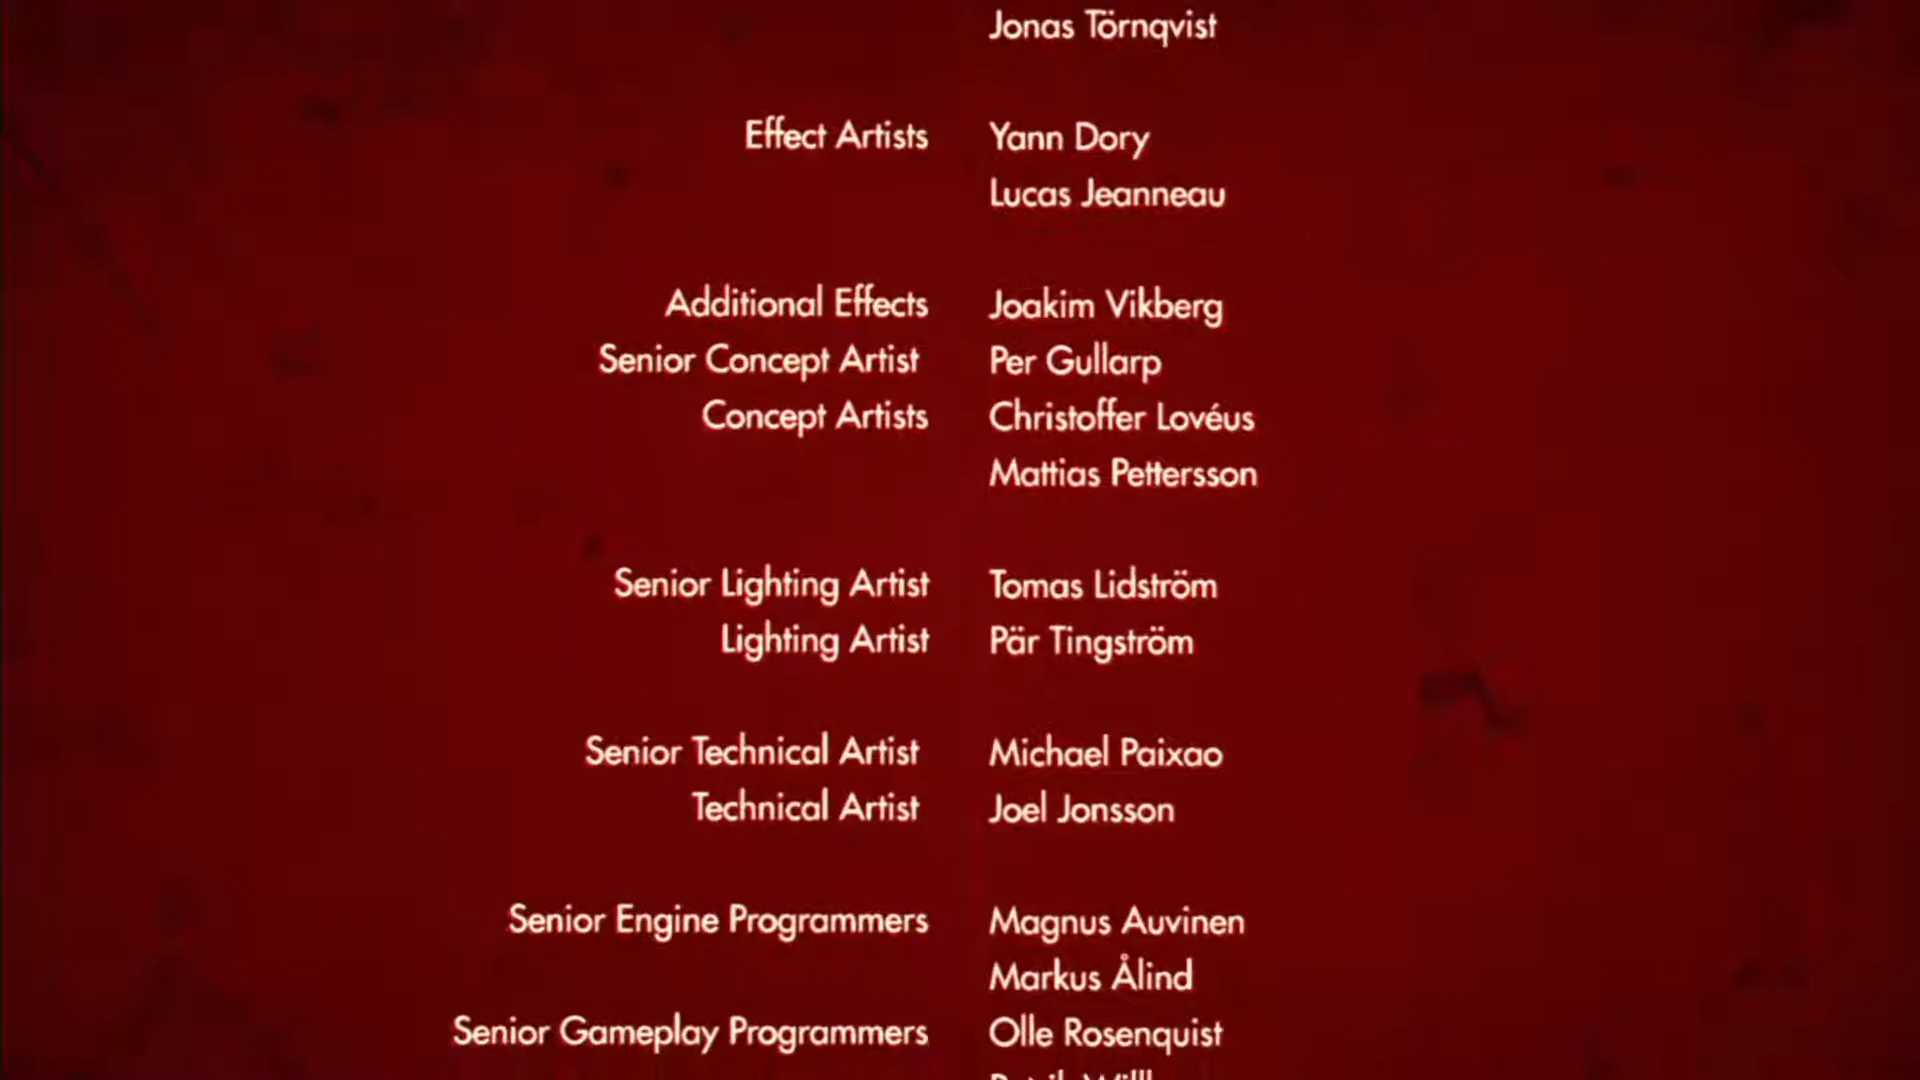 Jonas Törnqvist
Effect Artists Yann Dory
Lucas Jeanneau
Additional Effects Joakim Vikberg
Senior Concept Artist Per Gullarp
Concept Artists Christoffer Lovéus
Mattias Pettersson
Senior Lighting Artist Tomas Lidström
Lighting Artist Pär Tingström
Senior Technical Artist Michael Paixao
Technical Artist Joel Jonsson
Senior Engine Programmers Magnus Auvinen
Markus Ålind
Senior Gameplay Programmers Olle Rosenquist